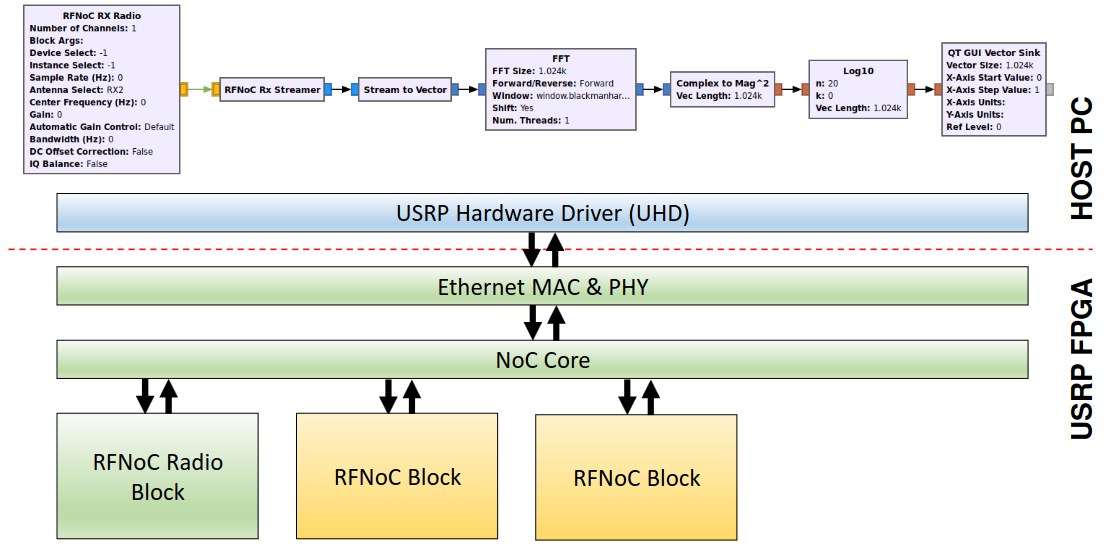 RFNoC RX Radio
Number of Channels: 1
Block Args:
Device Select: -1
Instance Select: -1
Sample Rate (Hz): 0
Antenna Select: RX2
Center Frequency (Hz): 0
Gain: 0
Automatic Gain Control: Default
Bandwidth (Hz): 0
DC Offset Correction: False
IQ Balance: False
RFNoC Rx Streamer
Stream to Vector
FFT
FFT Size: 1.024k
Forward/Reverse: Forward
Window: window.blackmanhar...
Shift: Yes
Num. Threads: 1
Complex to Mag^2
Vec Length: 1.024k
Log10
n: 20
k: 0
Vec Length: 1.024k
QT GUI Vector Sink
Vector Size: 1.024k
X-Axis Start Value: 0
X-Axis Step Value: 1
X-Axis Units:
Y-Axis Units:
Ref Level: 0
HOST PC
USRP Hardware Driver (UHD)
Ethernet MAC & PHY
NoC Core
USRP FPGA
RFNoC Radio
Block
RFNoC Block
RFNoC Block